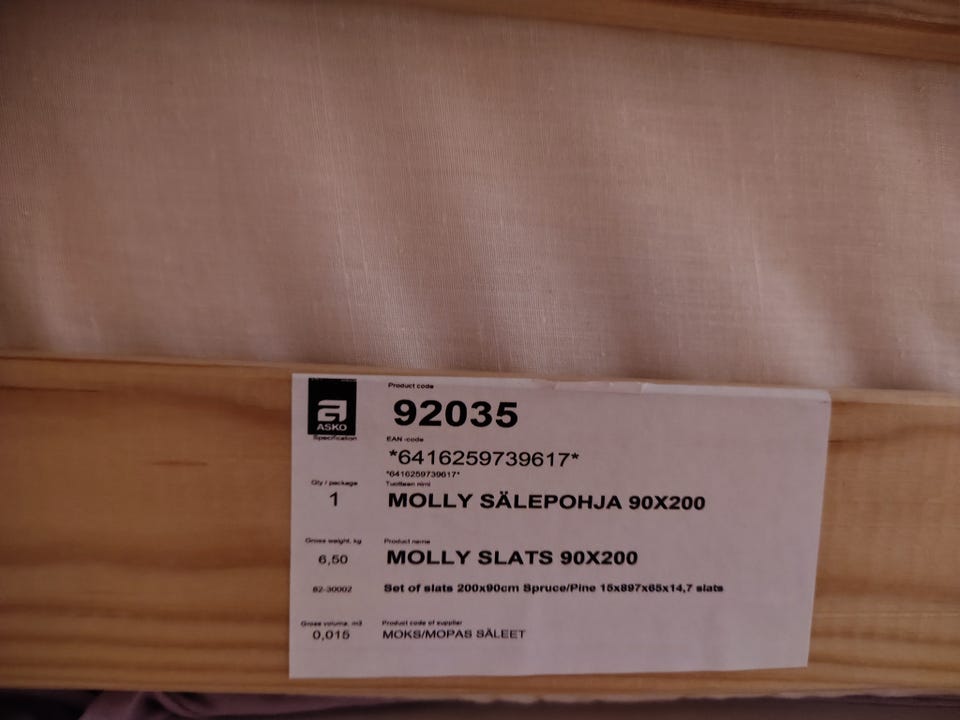 Product code
92035
ASKO
Specification
EAN -code
*6416259739617*
*6416259739617*
Qty / package
Tuotteen nimi
1
MOLLY SÄLEPOHJA 90X200
Gross weight, kg
Product name
6,50
MOLLY SLATS 90X200
62-30002
Set of slats 200x90cm Spruce/Pine 15x897x65x14,7 slats
Gross volume, m3
Product code of supplier
0,015
MOKS/MOPAS SÄLEET